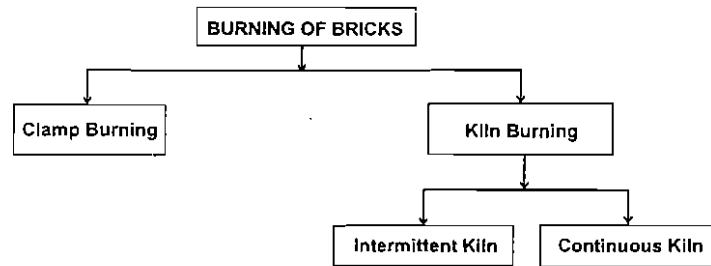 BURNING OF BRICKS
Clamp Burning
Kiln Burning
Intermittent Kiln
Continuous Kiln